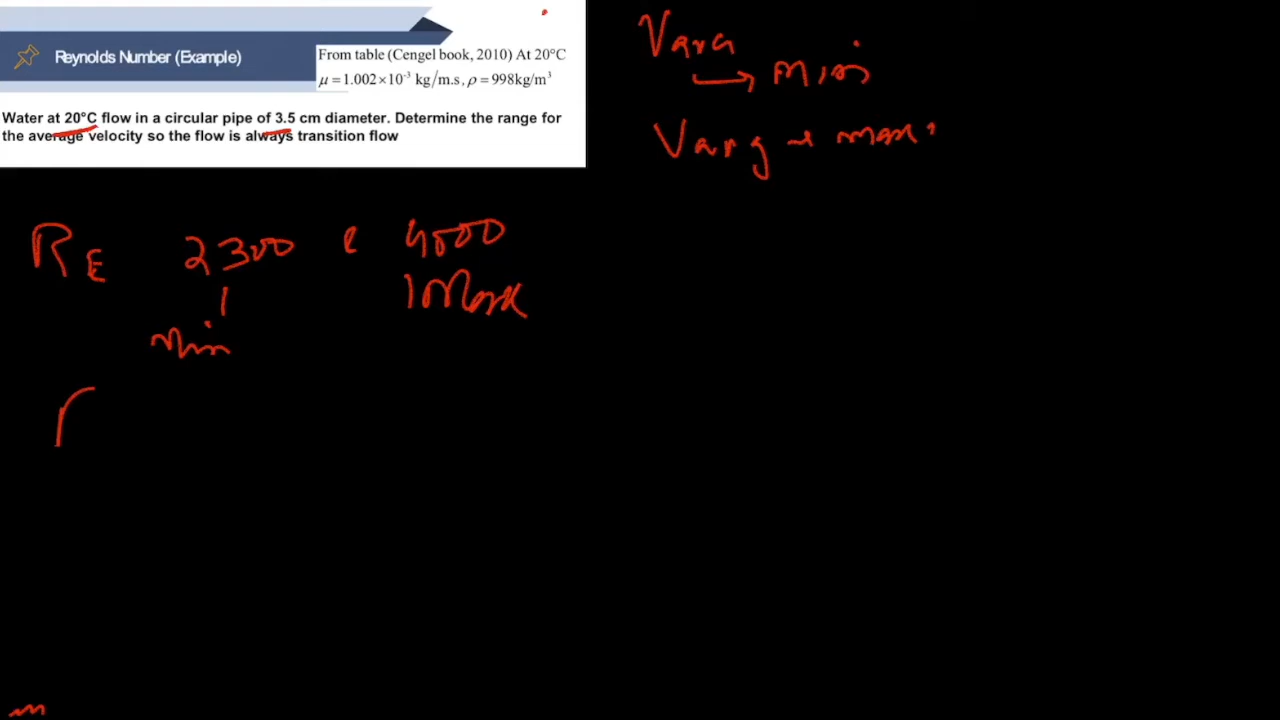 Reynolds Number (Example)
From table (Cengel book, 2010) At 20°C
μ = 1.002×10⁻³ kg/m.s, ρ = 998kg/m³
Water at 20°C flow in a circular pipe of 3.5 cm diameter. Determine the range for
the average velocity so the flow is always transition flow
Varg
→ min
Varg → max
RE 2300 e 4000
min
Max